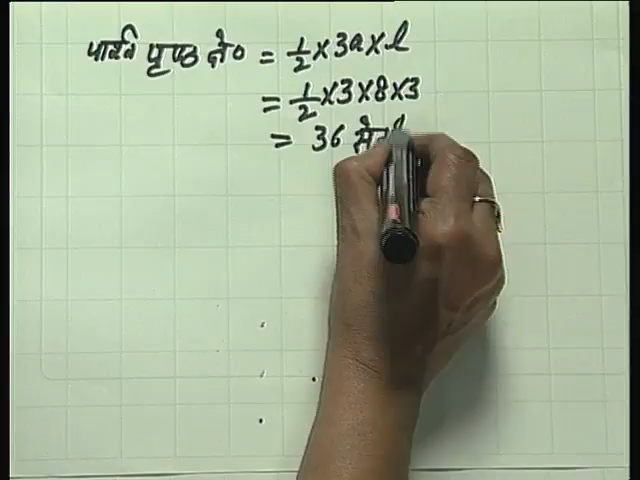 पार्श्व पृष्ठ क्षे० = 1/2 × 3a × l
= 1/2 × 3 × 8 × 3
= 36